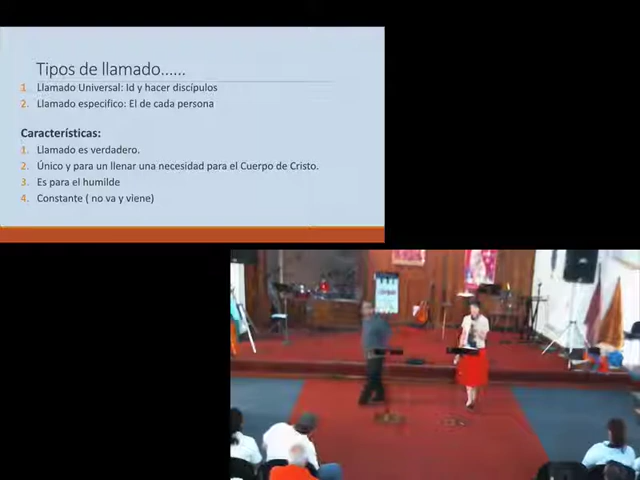 Tipos de llamado......
1. Llamado Universal: Id y hacer discípulos
2. Llamado especifico: El de cada persona
Características:
1. Llamado es verdadero.
2. Único y para un llenar una necesidad para el Cuerpo de Cristo.
3. Es para el humilde
4. Constante ( no va y viene)